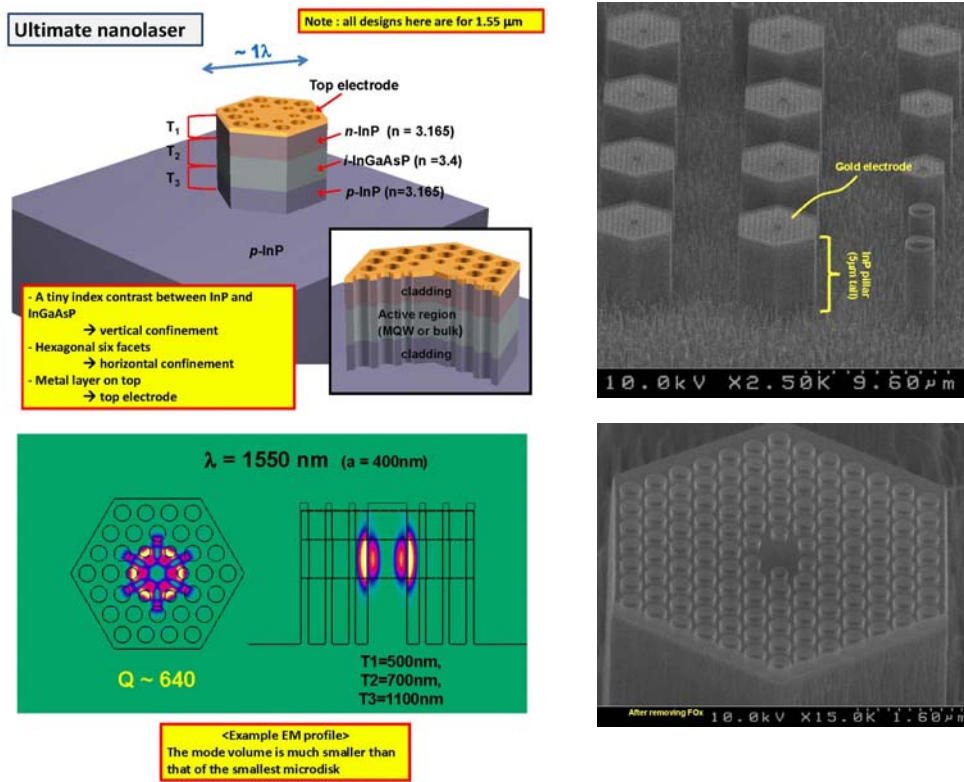 Ultimate nanolaser
Note : all designs here are for 1.55 μm
~ 1λ
Top electrode
T1
n-InP (n = 3.165)
T2
i-InGaAsP (n =3.4)
T3
p-InP (n=3.165)
p-InP
- A tiny index contrast between InP and
InGaAsP
→ vertical confinement
- Hexagonal six facets
→ horizontal confinement
- Metal layer on top
→ top electrode
cladding
Active region
(MQW or bulk)
cladding
Gold electrode
InP pillar
(5μm tall)
10.0kV X2.50K 9.60μm
λ = 1550 nm (a = 400nm)
Q ~ 640
T1=500nm,
T2=700nm,
T3=1100nm
<Example EM profile>
The mode volume is much smaller than
that of the smallest microdisk
After removing FOx
10.0kV X15.0K 1.60μm